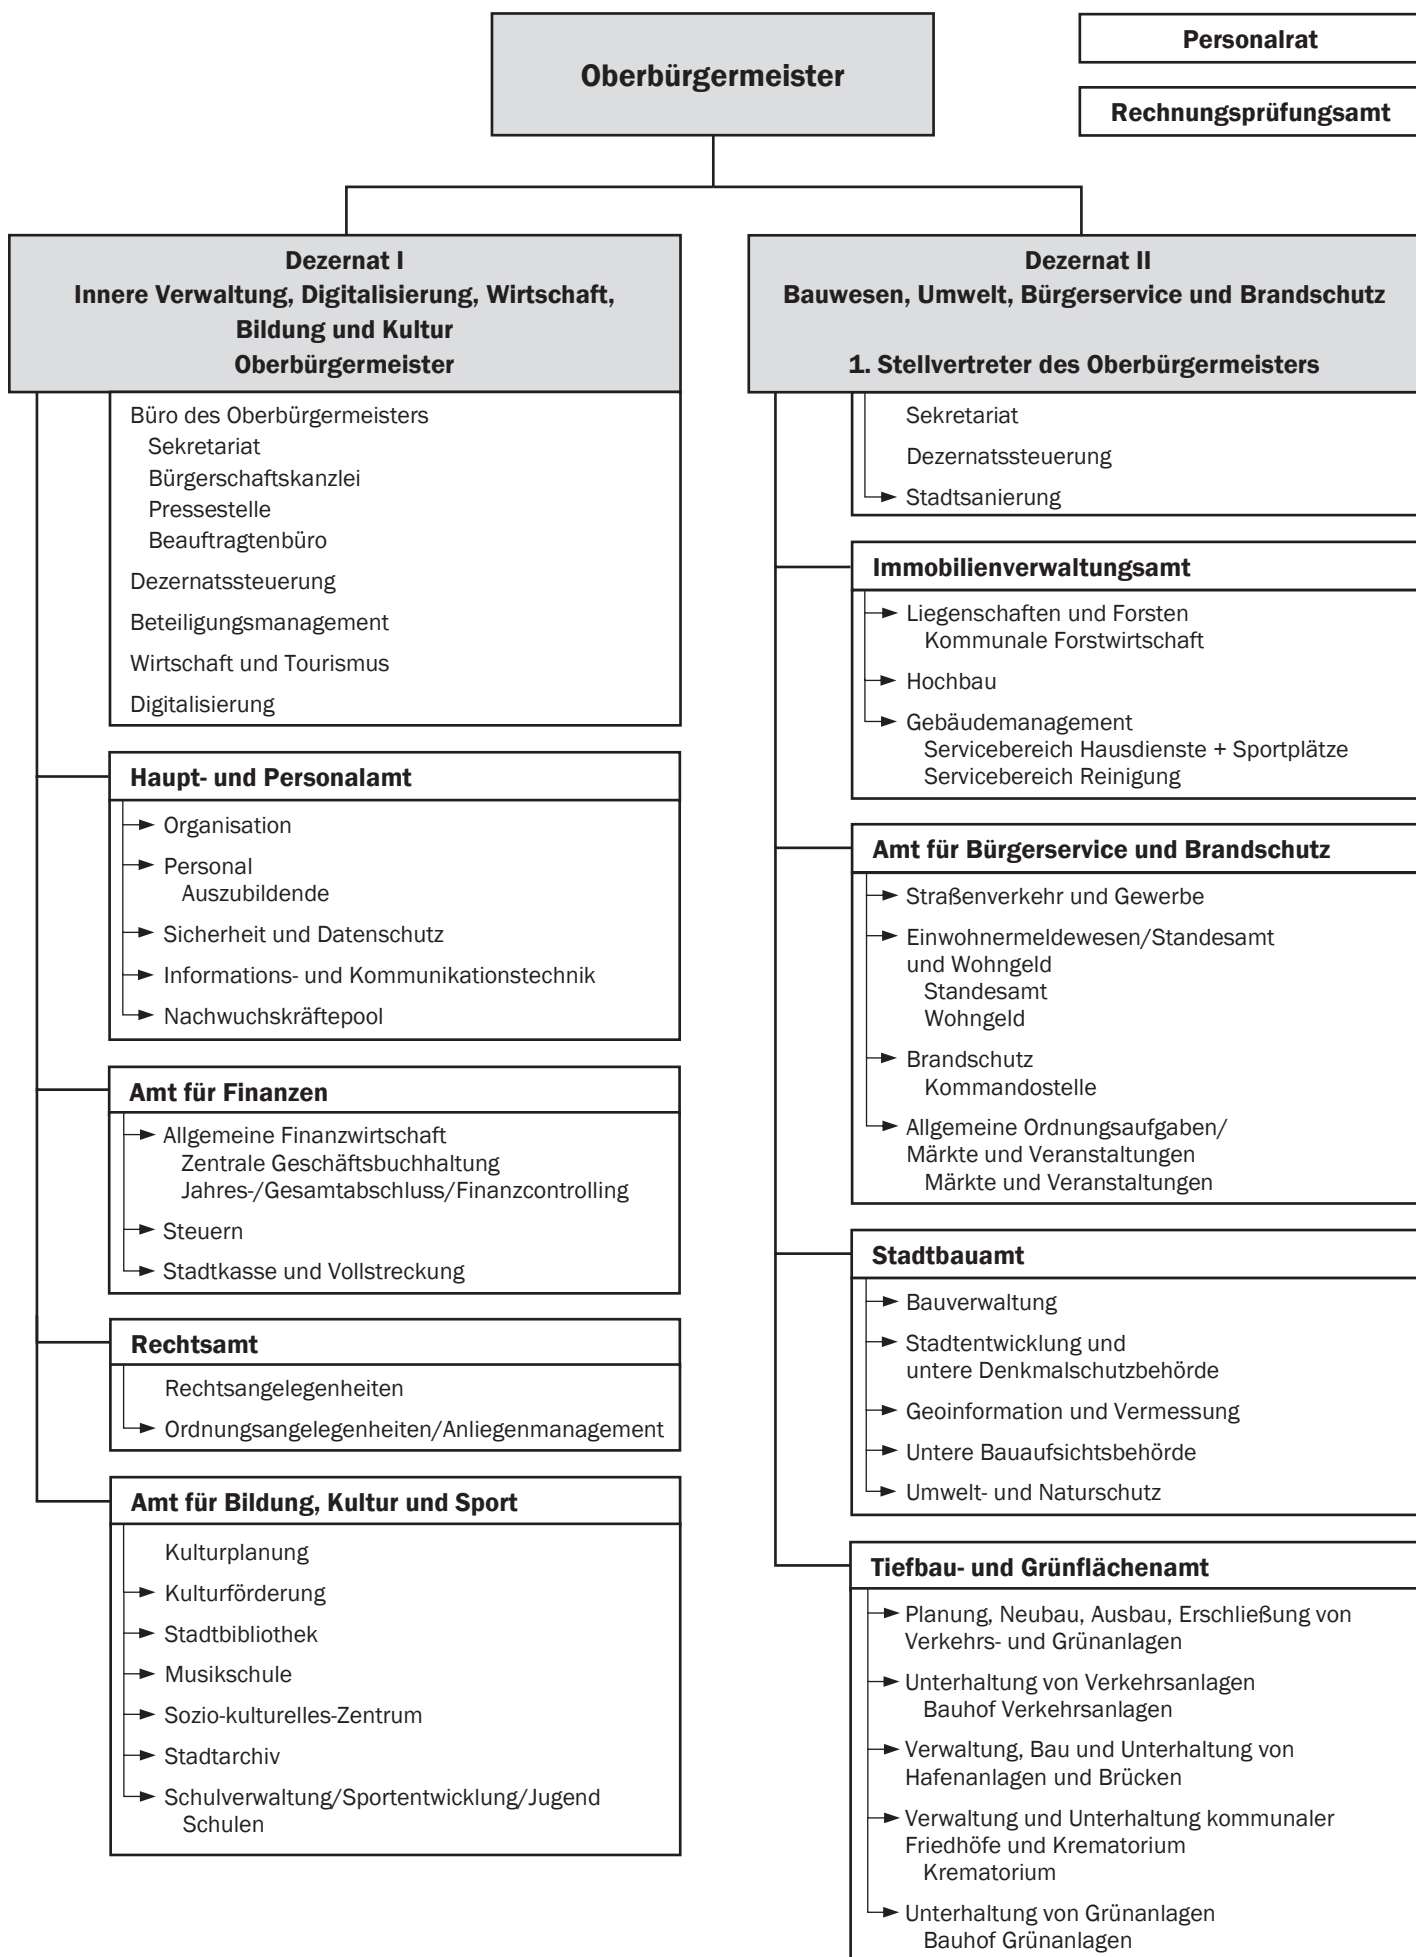 Oberbürgermeister
Personalrat
Rechnungsprüfungsamt
Dezernat I
Innere Verwaltung, Digitalisierung, Wirtschaft,
Bildung und Kultur
Oberbürgermeister
Büro des Oberbürgermeisters
Sekretariat
Bürgerschaftskanzlei
Pressestelle
Beauftragtenbüro
Dezernatssteuerung
Beteiligungsmanagement
Wirtschaft und Tourismus
Digitalisierung
Haupt- und Personalamt
Organisation
Personal
Auszubildende
Sicherheit und Datenschutz
Informations- und Kommunikationstechnik
Nachwuchskräftepool
Amt für Finanzen
Allgemeine Finanzwirtschaft
Zentrale Geschäftsbuchhaltung
Jahres-/Gesamtabschluss/Finanzcontrolling
Steuern
Stadtkasse und Vollstreckung
Rechtsamt
Rechtsangelegenheiten
Ordnungsangelegenheiten/Anliegenmanagement
Amt für Bildung, Kultur und Sport
Kulturplanung
Kulturförderung
Stadtbibliothek
Musikschule
Sozio-kulturelles-Zentrum
Stadtarchiv
Schulverwaltung/Sportentwicklung/Jugend
Schulen
Dezernat II
Bauwesen, Umwelt, Bürgerservice und Brandschutz
1. Stellvertreter des Oberbürgermeisters
Sekretariat
Dezernatssteuerung
Stadtsanierung
Immobilienverwaltungsamt
Liegenschaften und Forsten
Kommunale Forstwirtschaft
Hochbau
Gebäudemanagement
Servicebereich Hausdienste + Sportplätze
Servicebereich Reinigung
Amt für Bürgerservice und Brandschutz
Straßenverkehr und Gewerbe
Einwohnermeldewesen/Standesamt
und Wohngeld
Standesamt
Wohngeld
Brandschutz
Kommandostelle
Allgemeine Ordnungsaufgaben/
Märkte und Veranstaltungen
Märkte und Veranstaltungen
Stadtbauamt
Bauverwaltung
Stadtentwicklung und
untere Denkmalschutzbehörde
Geoinformation und Vermessung
Untere Bauaufsichtsbehörde
Umwelt- und Naturschutz
Tiefbau- und Grünflächenamt
Planung, Neubau, Ausbau, Erschließung von
Verkehrs- und Grünanlagen
Unterhaltung von Verkehrsanlagen
Bauhof Verkehrsanlagen
Verwaltung, Bau und Unterhaltung von
Hafenanlagen und Brücken
Verwaltung und Unterhaltung kommunaler
Friedhöfe und Krematorium
Krematorium
Unterhaltung von Grünanlagen
Bauhof Grünanlagen